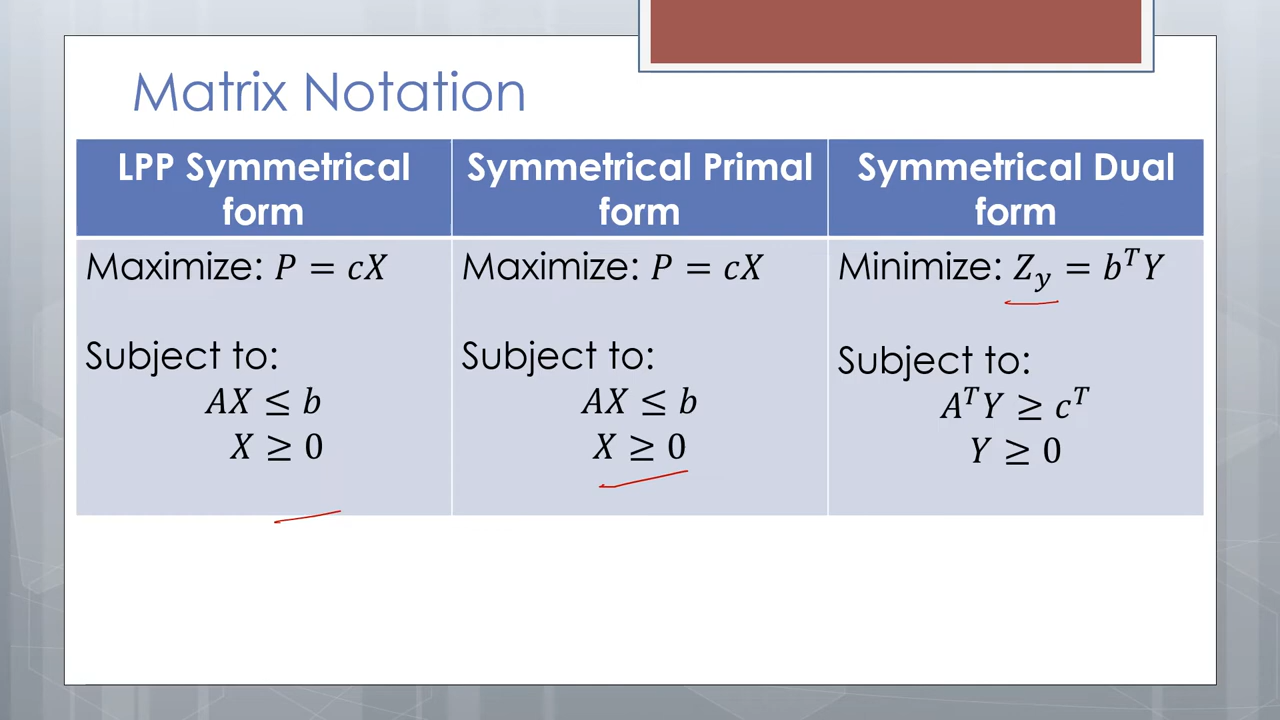 Matrix Notation
LPP Symmetrical
form
Symmetrical Primal
form
Symmetrical Dual
form
Maximize: P = cX
Subject to:
AX ≤ b
X ≥ 0
Maximize: P = cX
Subject to:
AX ≤ b
X ≥ 0
Minimize: Z_y = b^T Y
Subject to:
A^T Y ≥ c^T
Y ≥ 0